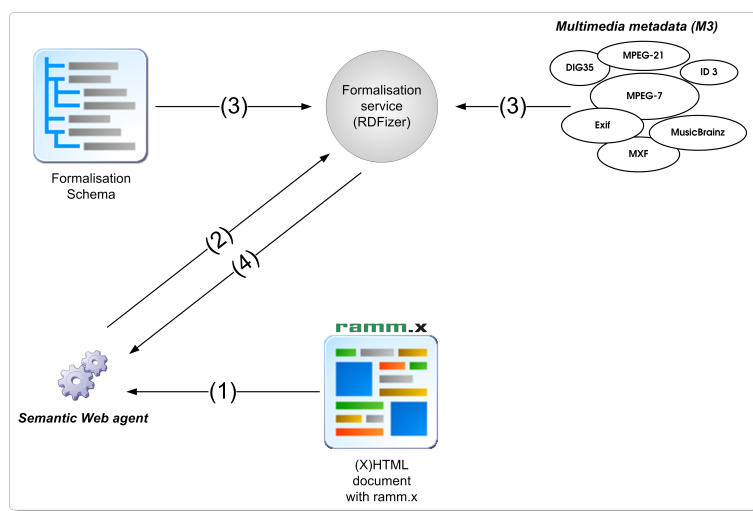 Multimedia metadata (M3)
MPEG-21
DIG35
ID 3
MPEG-7
Exif
MusicBrainz
MXF
Formalisation
service
(RDFizer)
(3)
(3)
Formalisation
Schema
(2)
(4)
ramm.x
(1)
Semantic Web agent
(X)HTML
document
with ramm.x